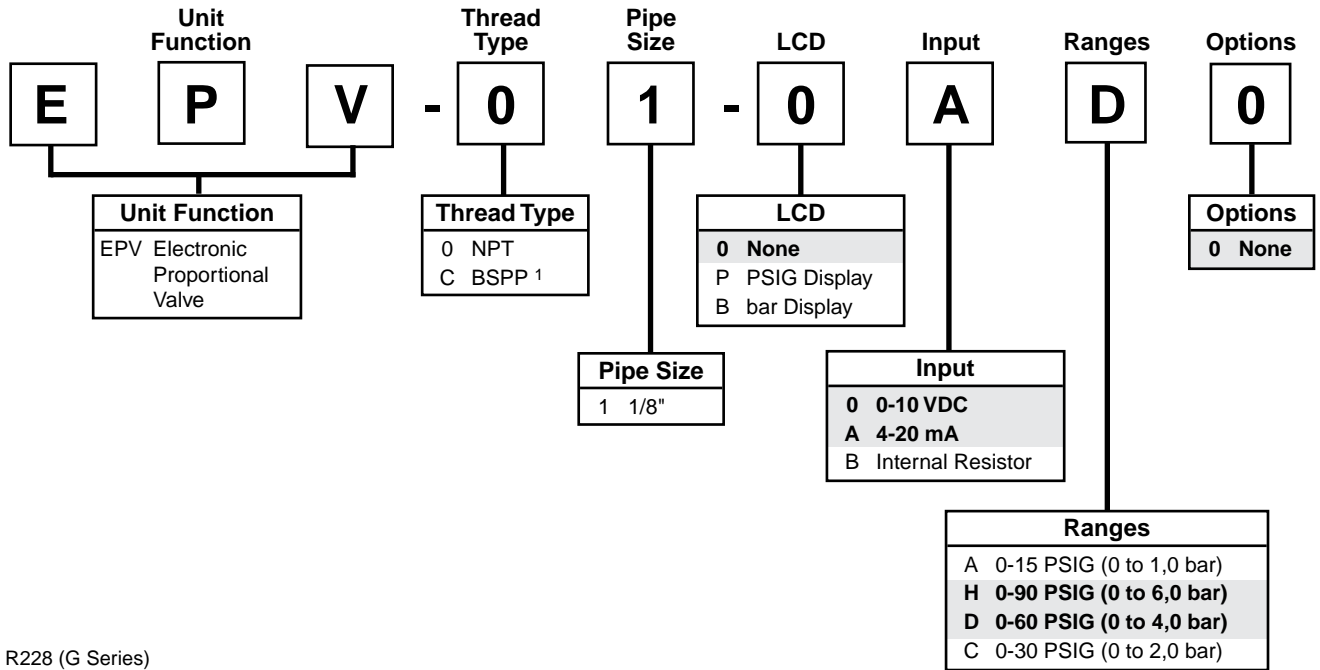 Unit
Function
Thread
Type
Pipe
Size
LCD
Input
Ranges
Options
E P V - 0 1 - 0 A D 0
Unit Function
EPV Electronic
Proportional
Valve
Thread Type
0 NPT
C BSPP 1
LCD
0 None
P PSIG Display
B bar Display
Options
0 None
Pipe Size
1 1/8"
Input
0 0-10 VDC
A 4-20 mA
B Internal Resistor
Ranges
A 0-15 PSIG (0 to 1,0 bar)
H 0-90 PSIG (0 to 6,0 bar)
D 0-60 PSIG (0 to 4,0 bar)
C 0-30 PSIG (0 to 2,0 bar)
R228 (G Series)